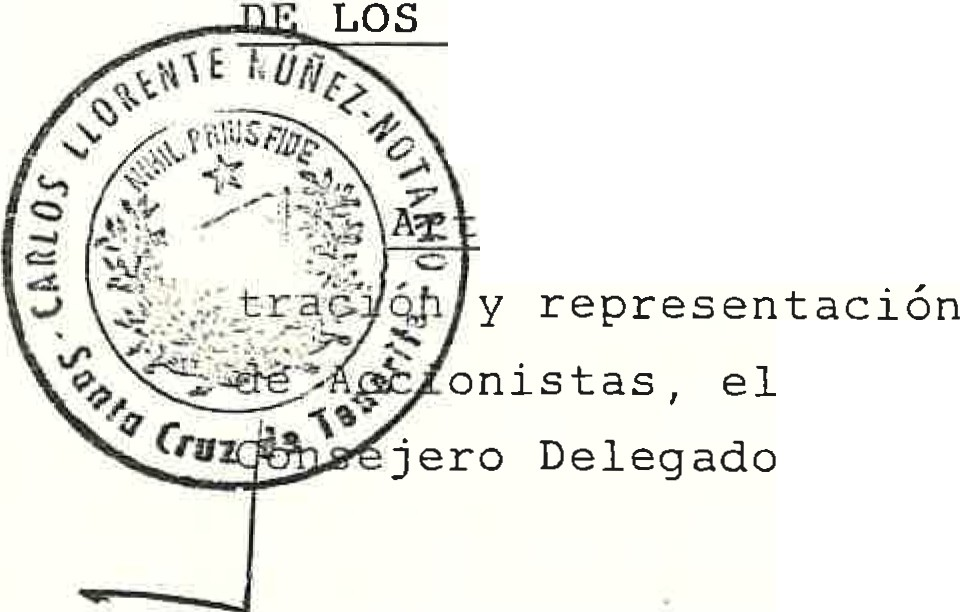 DE LOS
CARLOS LLORENTE NÚÑEZ-NOTARIO
NIHIL PRIUS FIDE
Santa Cruz de Tenerife
tración y representación
de Accionistas, el
Consejero Delegado